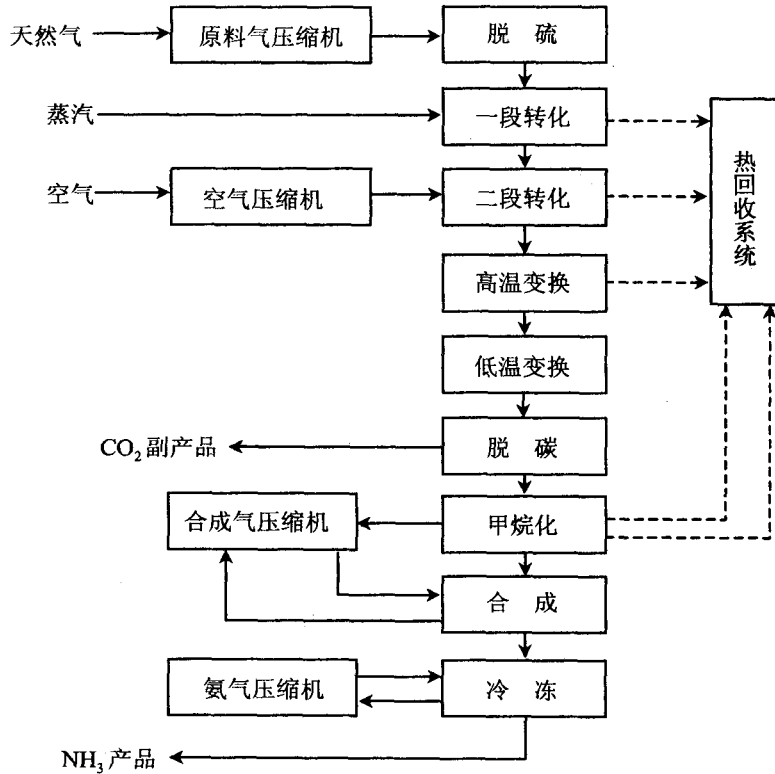 天然气
原料气压缩机
脱 硫
蒸汽
一段转化
热回收系统
空气
空气压缩机
二段转化
高温变换
低温变换
CO₂副产品
脱 碳
合成气压缩机
甲烷化
合 成
氨气压缩机
冷 冻
NH₃产品